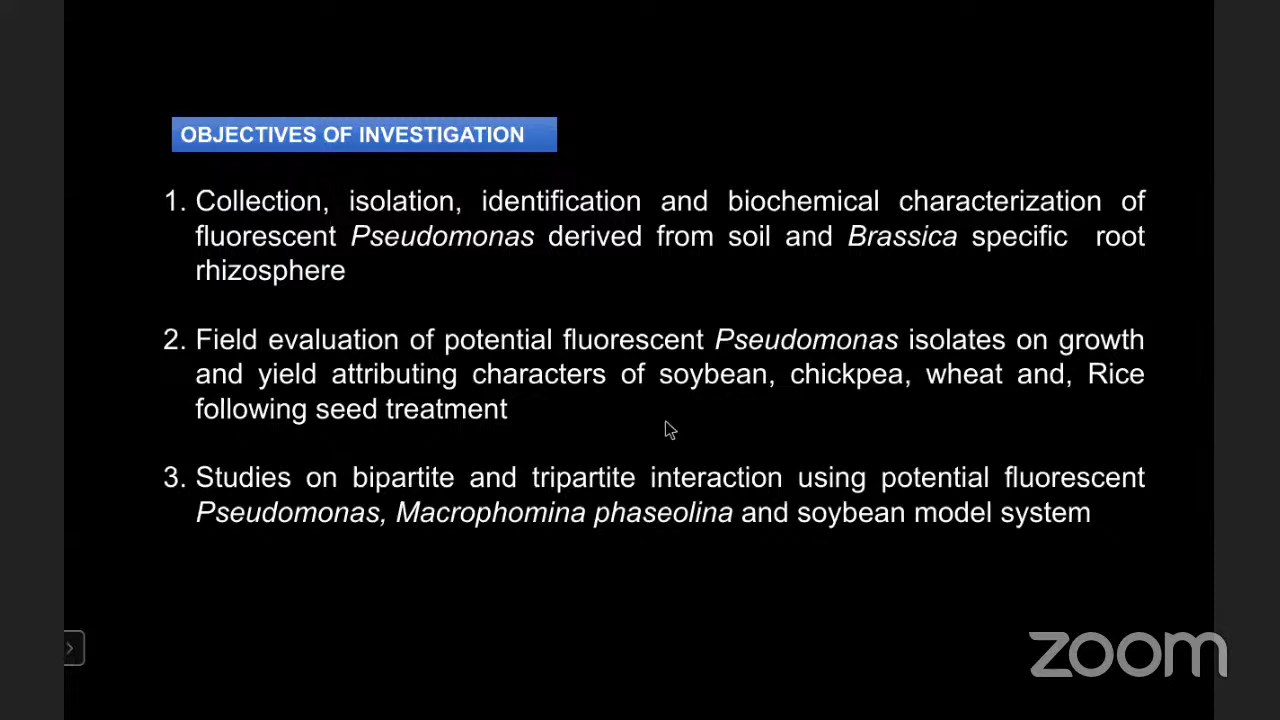 OBJECTIVES OF INVESTIGATION
1. Collection, isolation, identification and biochemical characterization of
fluorescent Pseudomonas derived from soil and Brassica specific root
rhizosphere
2. Field evaluation of potential fluorescent Pseudomonas isolates on growth
and yield attributing characters of soybean, chickpea, wheat and, Rice
following seed treatment
3. Studies on bipartite and tripartite interaction using potential fluorescent
Pseudomonas, Macrophomina phaseolina and soybean model system
zoom